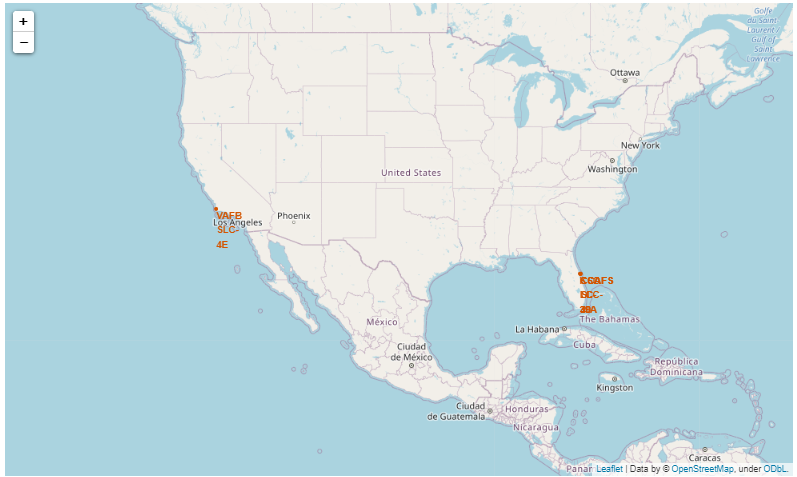 +
−
Golfe
du Saint
Laurent /
Gulf of
Saint
Lawrence
Ottawa
New York
Washington
United States
VAFB
SLC-
4E
Los Angeles
Phoenix
The Bahamas
La Habana
Cuba
México
Ciudad
de México
República
Dominicana
Kingston
Ciudad
de Guatemala
Honduras
Nicaragua
Caracas
Leaflet | Data by © OpenStreetMap, under ODbL.